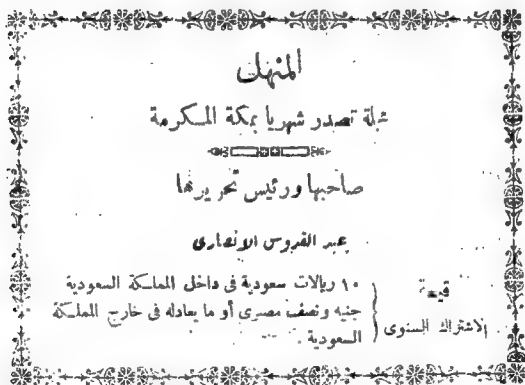 المنهل
مجلة تصدر شهريا بمكة المكرمة
صاحبها ورئيس تحريرها
عبد القدوس الانصارى
قيمة الاشتراك السنوى
١٠ ريالات سعودية فى داخل المملكة السعودية
جنيه ونصف مصرى أو ما يعادله فى خارج المملكة
السعودية .